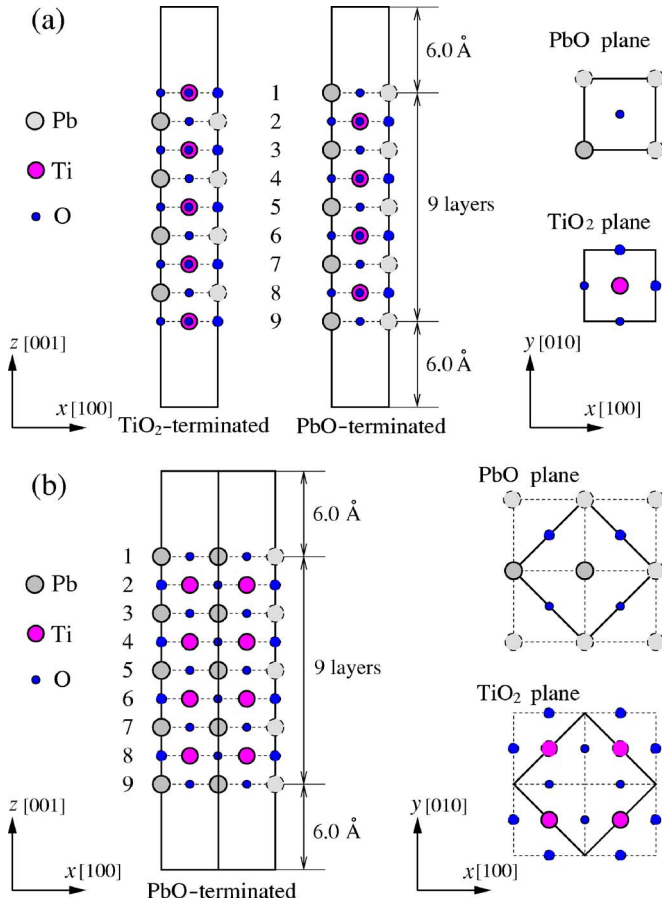 (a)
Pb
Ti
O
1
2
3
4
5
6
7
8
9
6.0 Å
9 layers
6.0 Å
z [001]
x [100]
TiO₂-terminated
PbO-terminated
PbO plane
TiO₂ plane
y [010]
x [100]
(b)
Pb
Ti
O
1
2
3
4
5
6
7
8
9
6.0 Å
9 layers
6.0 Å
z [001]
x [100]
PbO-terminated
PbO plane
TiO₂ plane
y [010]
x [100]